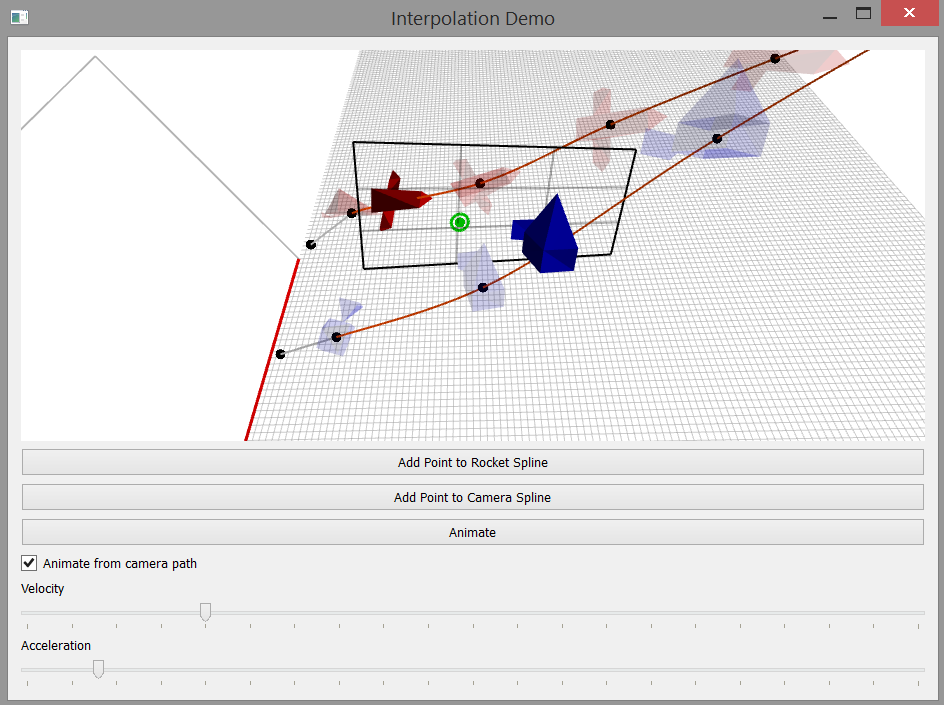 Interpolation Demo
Add Point to Rocket Spline
Add Point to Camera Spline
Animate
Animate from camera path
Velocity
Acceleration